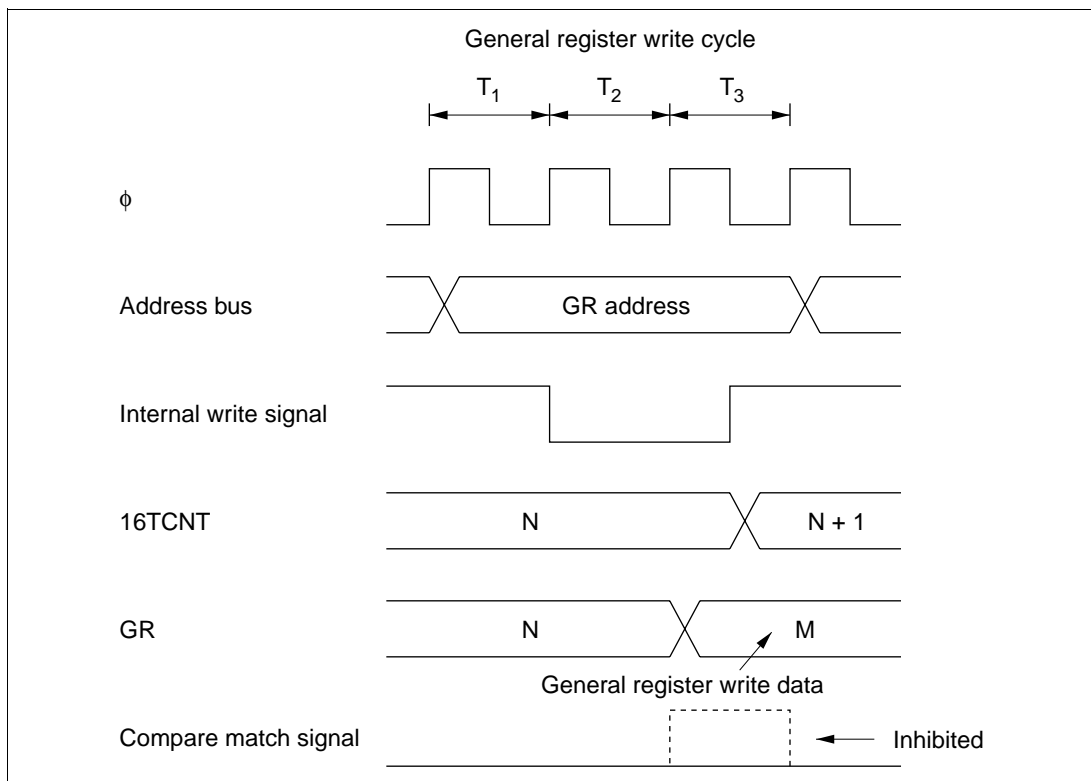 General register write cycle
T1 T2 T3
φ
Address bus GR address
Internal write signal
16TCNT N N + 1
GR N M
General register write data
Compare match signal Inhibited